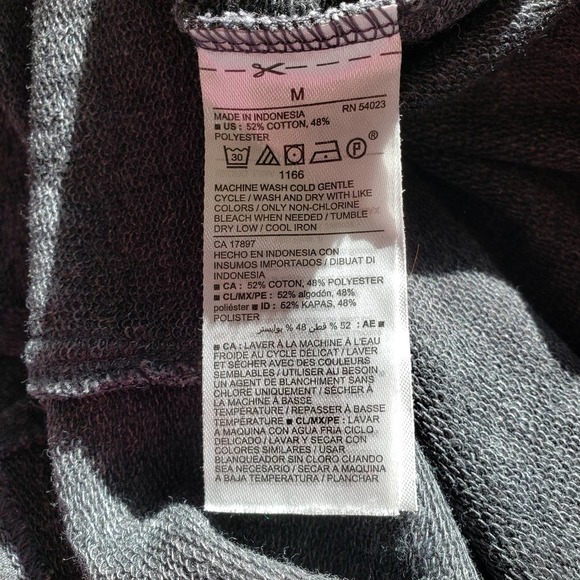 M
MADE IN INDONESIA RN 54023
■ US : 52% COTTON, 48%
POLYESTER
30 P ®
1166
MACHINE WASH COLD GENTLE
CYCLE / WASH AND DRY WITH LIKE
COLORS / ONLY NON-CHLORINE
BLEACH WHEN NEEDED / TUMBLE
DRY LOW / COOL IRON
CA 17897
HECHO EN INDONESIA CON
INSUMOS IMPORTADOS / DIBUAT DI
INDONESIA
■ CA : 52% COTON, 48% POLYESTER
■ CL/MX/PE : 52% algodón, 48%
poliéster ■ ID : 52% KAPAS, 48%
POLISTER
■ AE : 52 % قطن 48 % بوليستر
■ CA : LAVER À LA MACHINE À L'EAU
FROIDE AU CYCLE DÉLICAT / LAVER
ET SÉCHER AVEC DES COULEURS
SEMBLABLES / UTILISER AU BESOIN
UN AGENT DE BLANCHIMENT SANS
CHLORE UNIQUEMENT / SÉCHER À
LA MACHINE À BASSE
TEMPÉRATURE / REPASSER À BASSE
TEMPÉRATURE ■ CL/MX/PE : LAVAR
A MAQUINA CON AGUA FRIA CICLO
DELICADO / LAVAR Y SECAR CON
COLORES SIMILARES / USAR
BLANQUEADOR SIN CLORO CUANDO
SEA NECESARIO / SECAR A MAQUINA
A BAJA TEMPERATURA / PLANCHAR